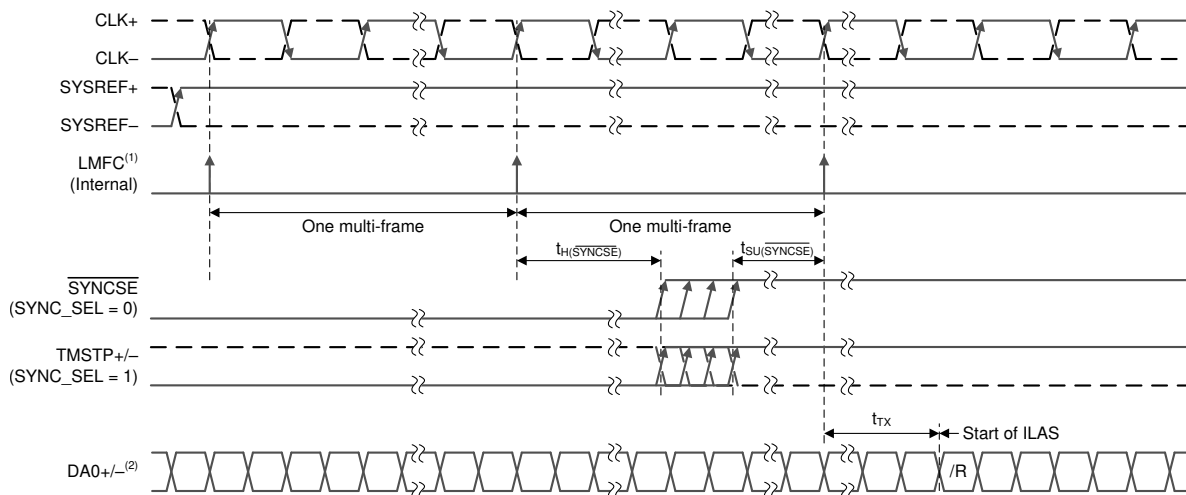 CLK+
CLK–
SYSREF+
SYSREF–
LMFC(1)
(Internal)
One multi-frame
One multi-frame
tH(SYNCSE)
tSU(SYNCSE)
SYNCSE
(SYNC_SEL = 0)
TMSTP+/–
(SYNC_SEL = 1)
tTX
Start of ILAS
DA0+/–(2)
/R